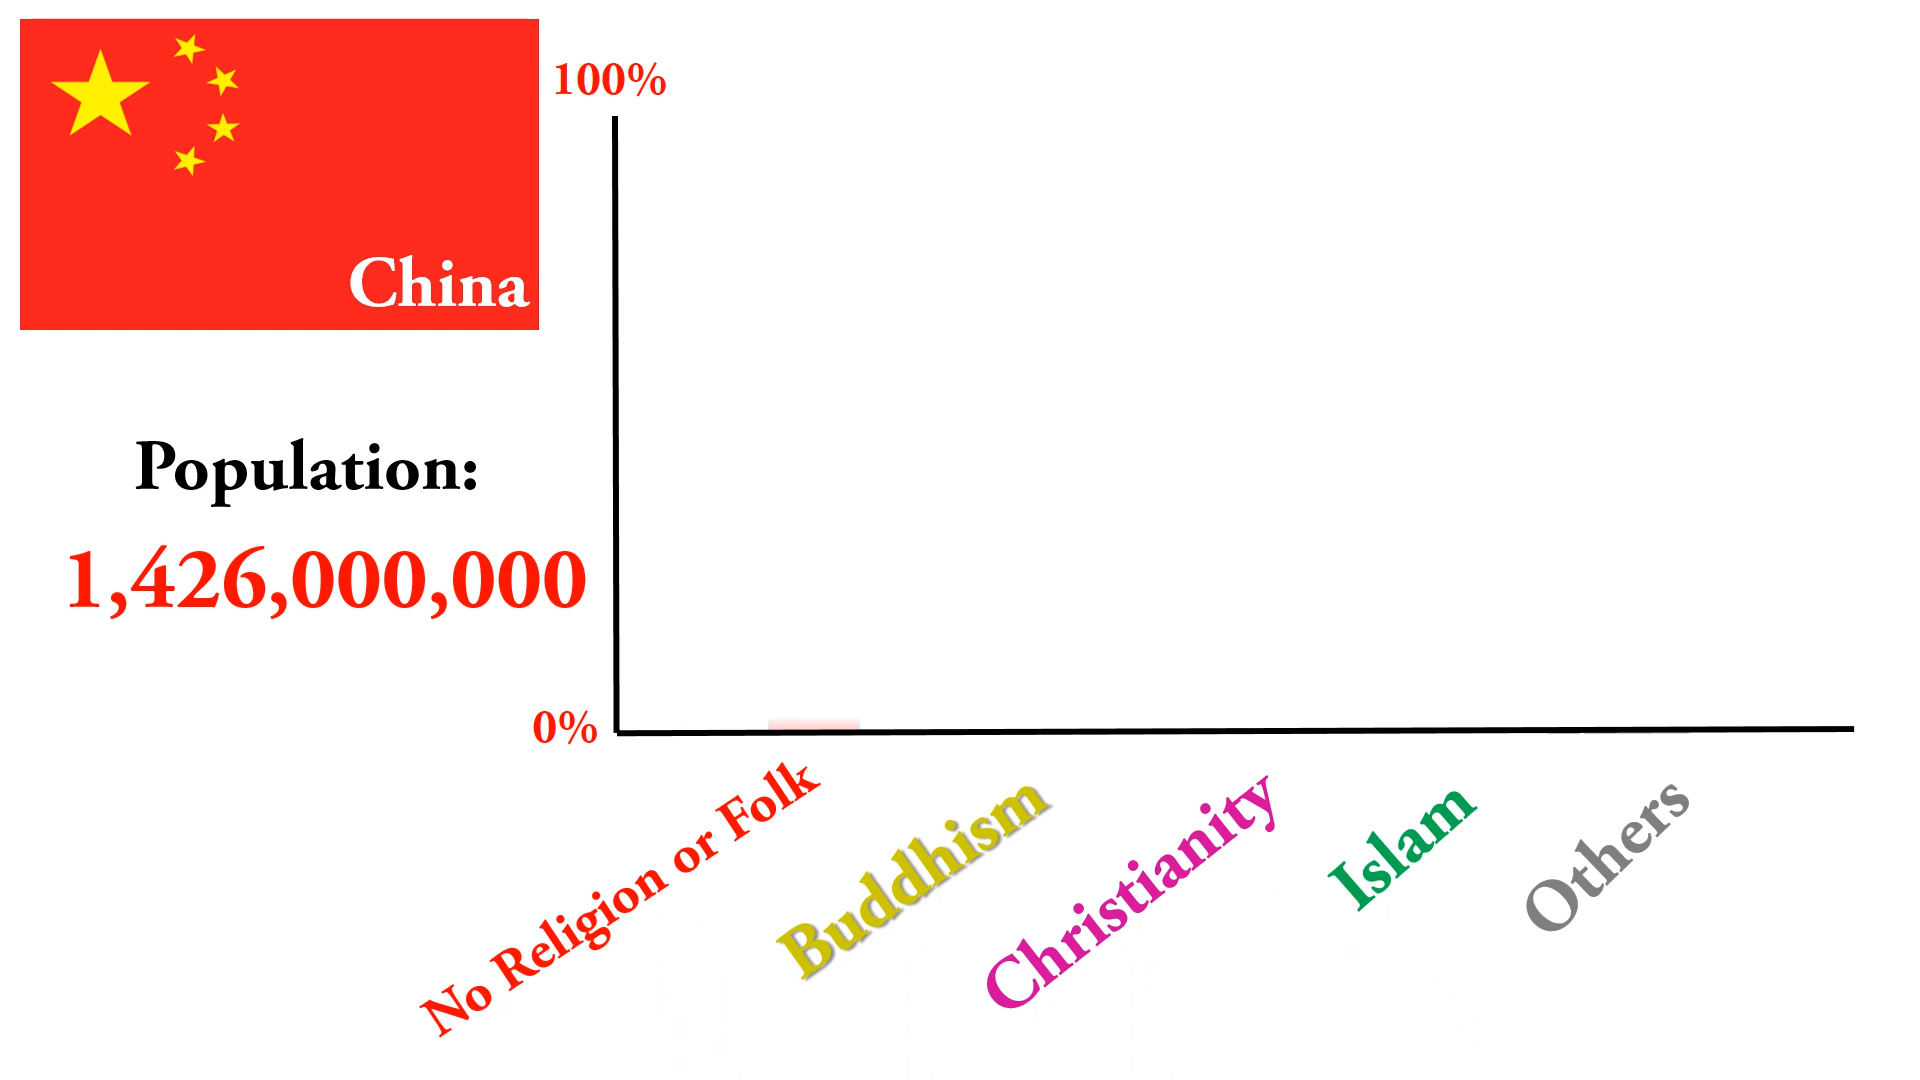 China
100%
Population:
1,426,000,000
0%
No Religion or Folk
Buddhism
Christianity
Islam
Others